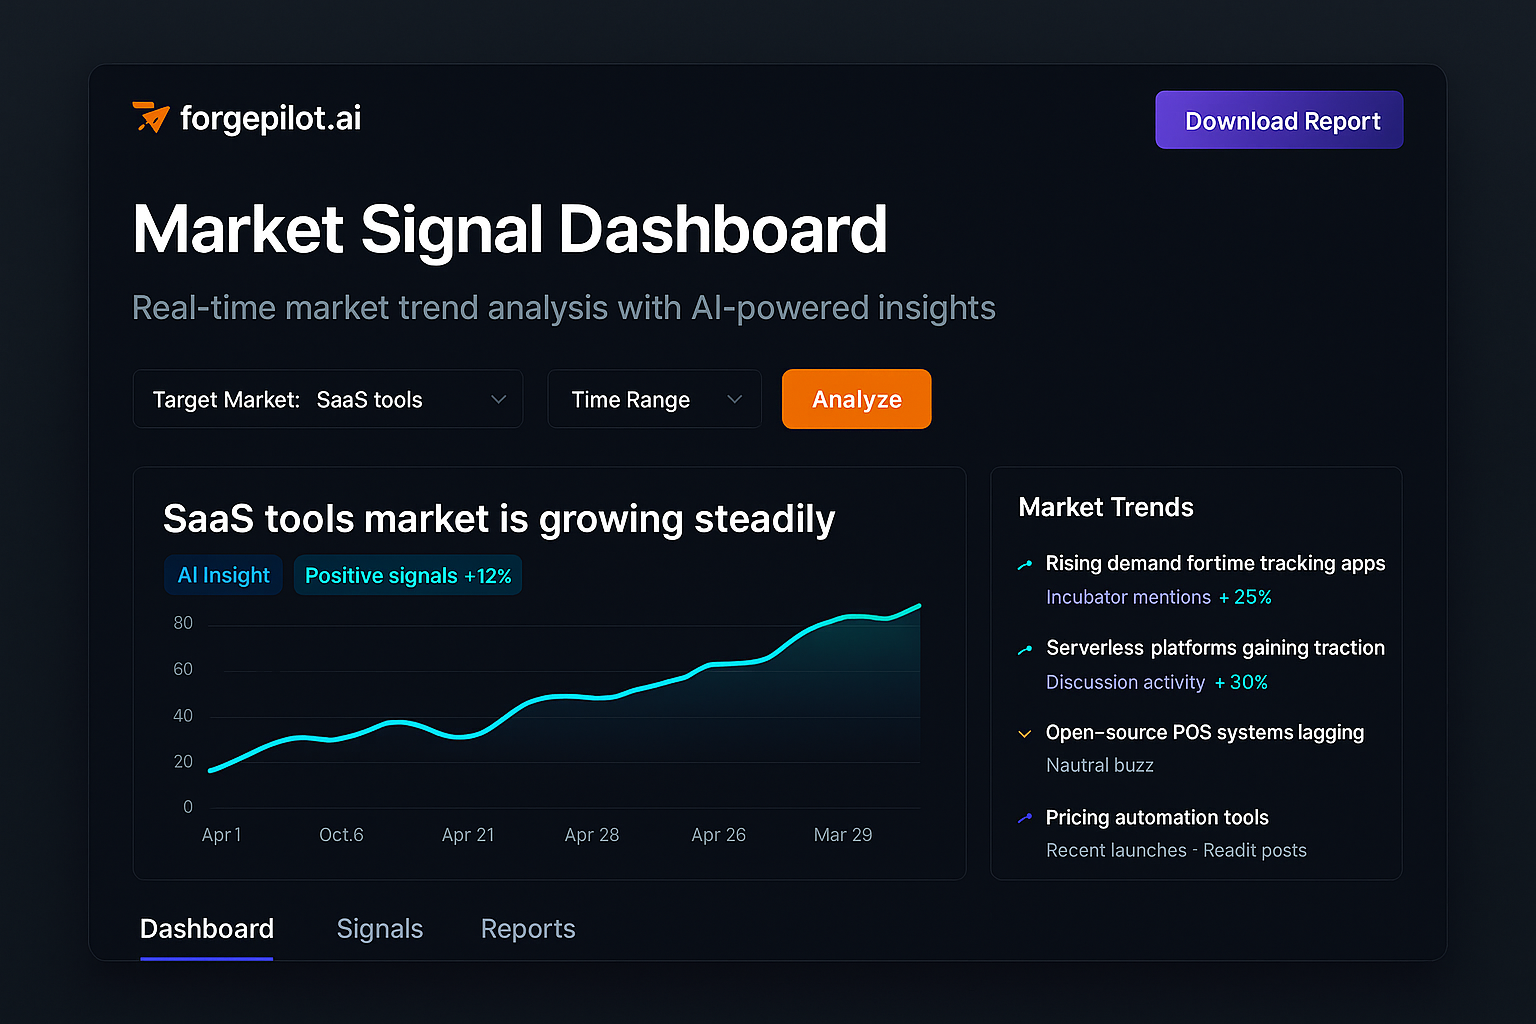 forgepilot.ai
Download Report
Market Signal Dashboard
Real-time market trend analysis with AI-powered insights
Target Market: SaaS tools
Time Range
Analyze
SaaS tools market is growing steadily
AI Insight
Positive signals +12%
80
60
40
20
0
Apr 1
Oct.6
Apr 21
Apr 28
Apr 26
Mar 29
Market Trends
Rising demand fortime tracking apps
Incubator mentions + 25%
Serverless platforms gaining traction
Discussion activity + 30%
Open-source POS systems lagging
Nautral buzz
Pricing automation tools
Recent launches - Readit posts
Dashboard
Signals
Reports